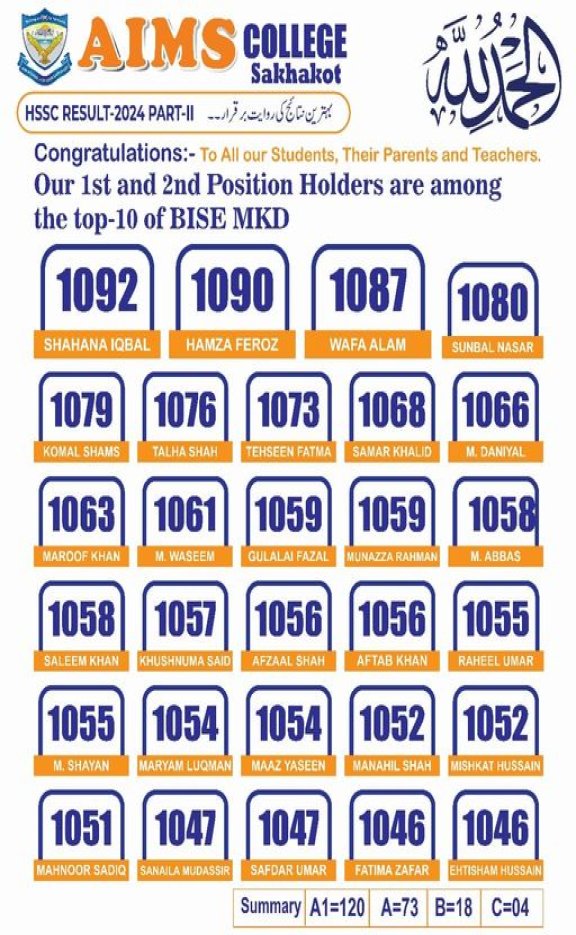 AIMS COLLEGE
Sakhakot
الحمدللہ
HSSC RESULT-2024 PART-II بہترین نتائج کی روایت برقرار ..
Congratulations:- To All our Students, Their Parents and Teachers.
Our 1st and 2nd Position Holders are among
the top-10 of BISE MKD
1092 1090 1087 1080
SHAHANA IQBAL HAMZA FEROZ WAFA ALAM SUNBAL NASAR
1079 1076 1073 1068 1066
KOMAL SHAMS TALHA SHAH TEHSEEN FATMA SAMAR KHALID M. DANIYAL
1063 1061 1059 1059 1058
MAROOF KHAN M. WASEEM GULALAI FAZAL MUNAZZA RAHMAN M. ABBAS
1058 1057 1056 1056 1055
SALEEM KHAN KHUSHNUMA SAID AFZAAL SHAH AFTAB KHAN RAHEEL UMAR
1055 1054 1054 1052 1052
M. SHAYAN MARYAM LUQMAN MAAZ YASEEN MANAHIL SHAH MISHKAT HUSSAIN
1051 1047 1047 1046 1046
MAHNOOR SADIQ SANAILA MUDASSIR SAFDAR UMAR FATIMA ZAFAR EHTISHAM HUSSAIN
Summary A1=120 A=73 B=18 C=04